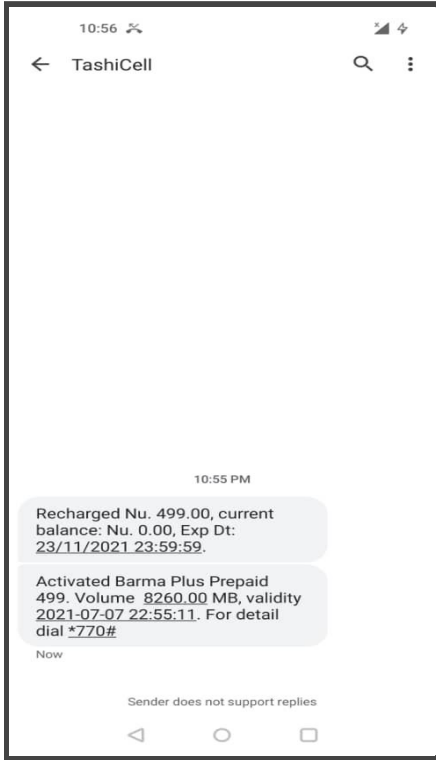 10:56
TashiCell
10:55 PM
Recharged Nu. 499.00, current
balance: Nu. 0.00, Exp Dt:
23/11/2021 23:59:59.
Activated Barma Plus Prepaid
499. Volume  8260.00 MB, validity
2021-07-07 22:55:11. For detail
dial *770#
Now
Sender does not support replies